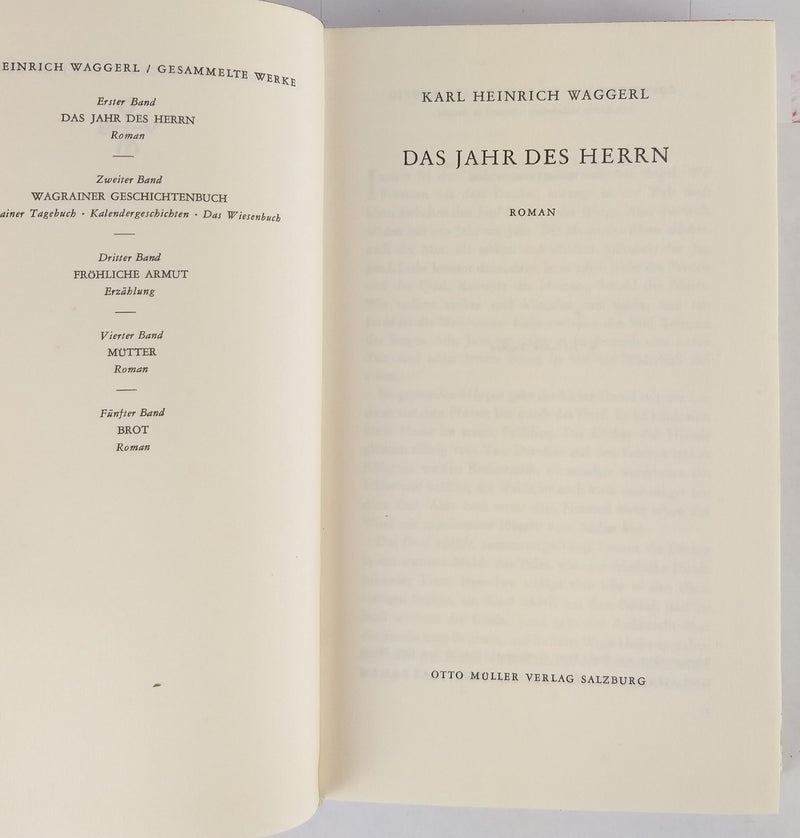 EINRICH WAGGERL / GESAMMELTE WERKE
Erster Band
DAS JAHR DES HERRN
Roman
Zweiter Band
WAGRAINER GESCHICHTENBUCH
ainer Tagebuch · Kalendergeschichten · Das Wiesenbuch
Dritter Band
FRÖHLICHE ARMUT
Erzählung
Vierter Band
MÜTTER
Roman
Fünfter Band
BROT
Roman
KARL HEINRICH WAGGERL
DAS JAHR DES HERRN
ROMAN
OTTO MÜLLER VERLAG SALZBURG